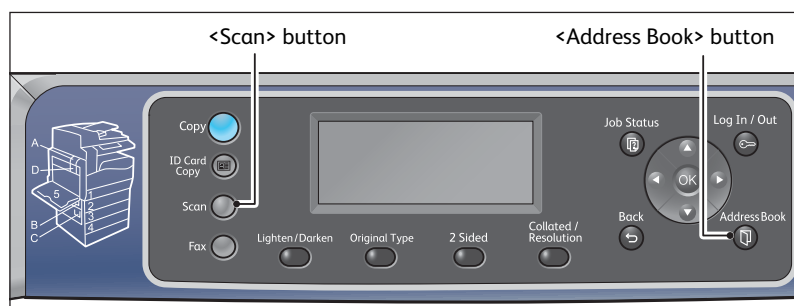 <Scan> button
<Address Book> button
Copy
Job Status
Log In / Out
A
D
ID Card
Copy
OK
5
1
2
3
4
B
C
Scan
Back
Address Book
Fax
Lighten/Darken
Original Type
2 Sided
Collated /
Resolution